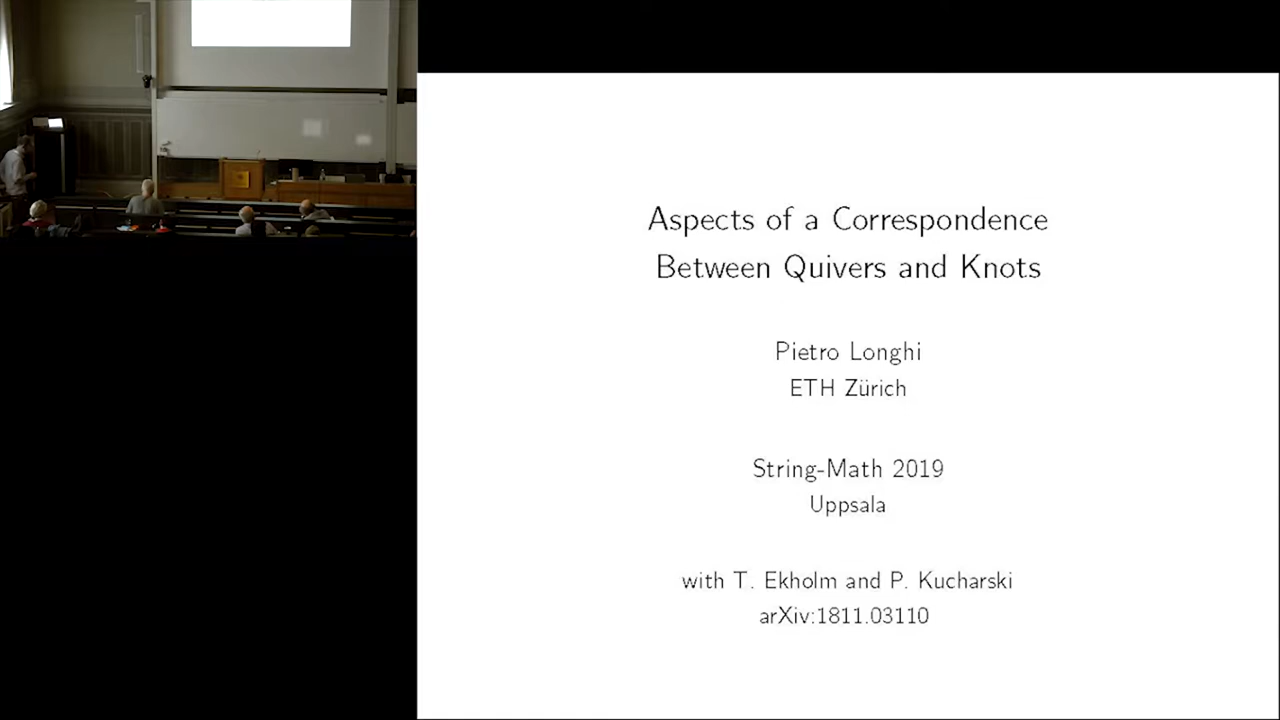 Aspects of a Correspondence
Between Quivers and Knots
Pietro Longhi
ETH Zürich
String-Math 2019
Uppsala
with T. Ekholm and P. Kucharski
arXiv:1811.03110